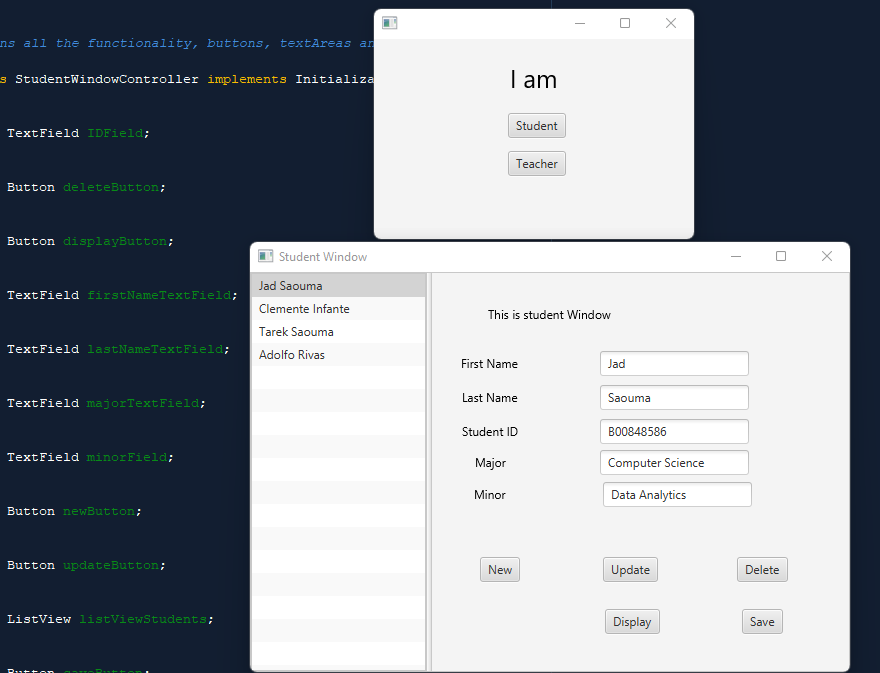 ns all the functionality, buttons, textAreas an
s StudentWindowController implements Initializa
TextField IDField;
Button deleteButton;
Button displayButton;
TextField firstNameTextField;
TextField lastNameTextField;
TextField majorTextField;
TextField minorField;
Button newButton;
Button updateButton;
ListView listViewStudents;
Button saveButton;
I am
Student
Teacher
Student Window
Jad Saouma
Clemente Infante
Tarek Saouma
Adolfo Rivas
This is student Window
First Name Jad
Last Name Saouma
Student ID B00848586
Major Computer Science
Minor Data Analytics
New Update Delete
Display Save